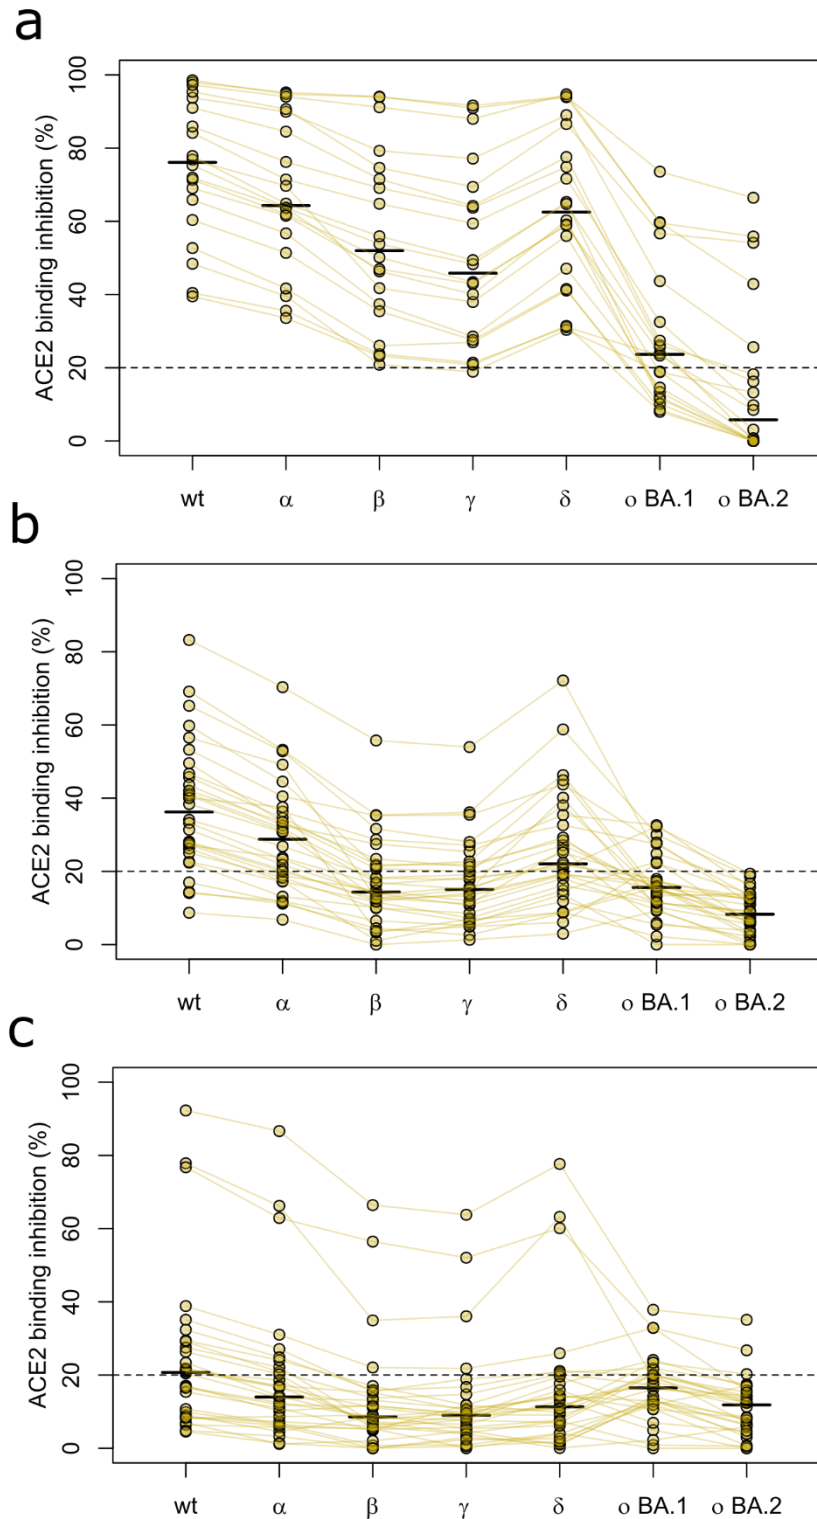 a
ACE2 binding inhibition (%)
100
80
60
40
20
0
wt α β γ δ o BA.1 o BA.2
b
ACE2 binding inhibition (%)
100
80
60
40
20
0
wt α β γ δ o BA.1 o BA.2
c
ACE2 binding inhibition (%)
100
80
60
40
20
0
wt α β γ δ o BA.1 o BA.2